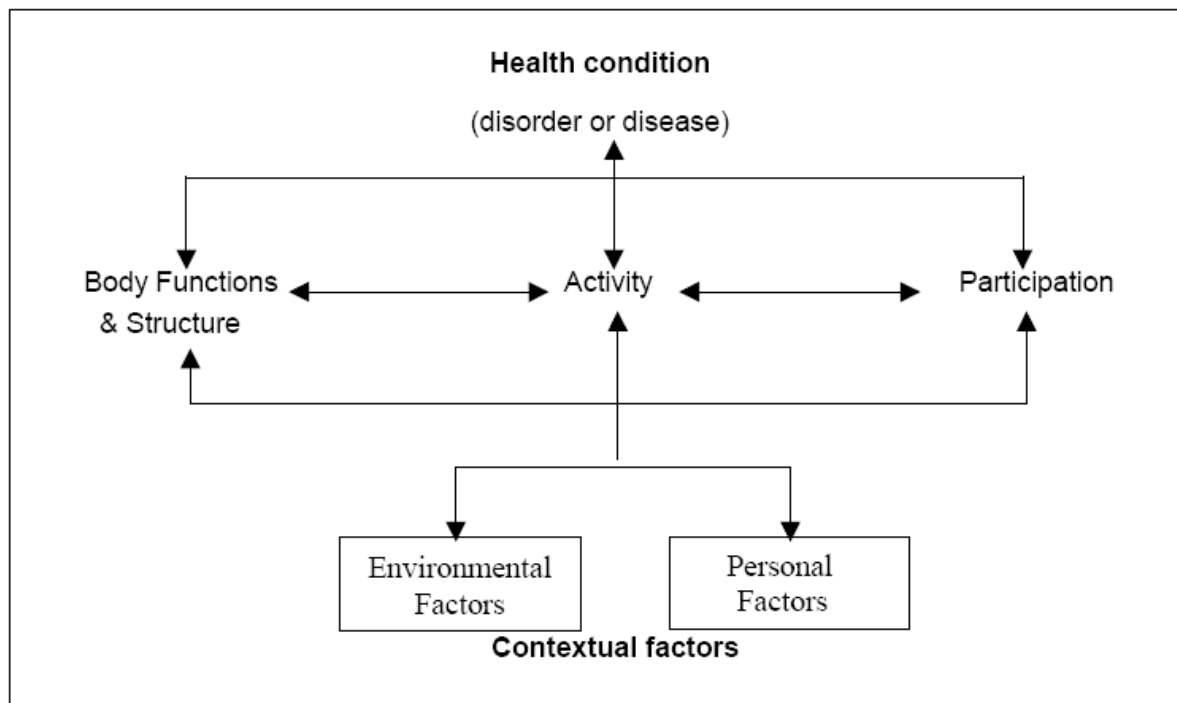 Health condition
(disorder or disease)
Body Functions
& Structure
Activity
Participation
Environmental
Factors
Personal
Factors
Contextual factors